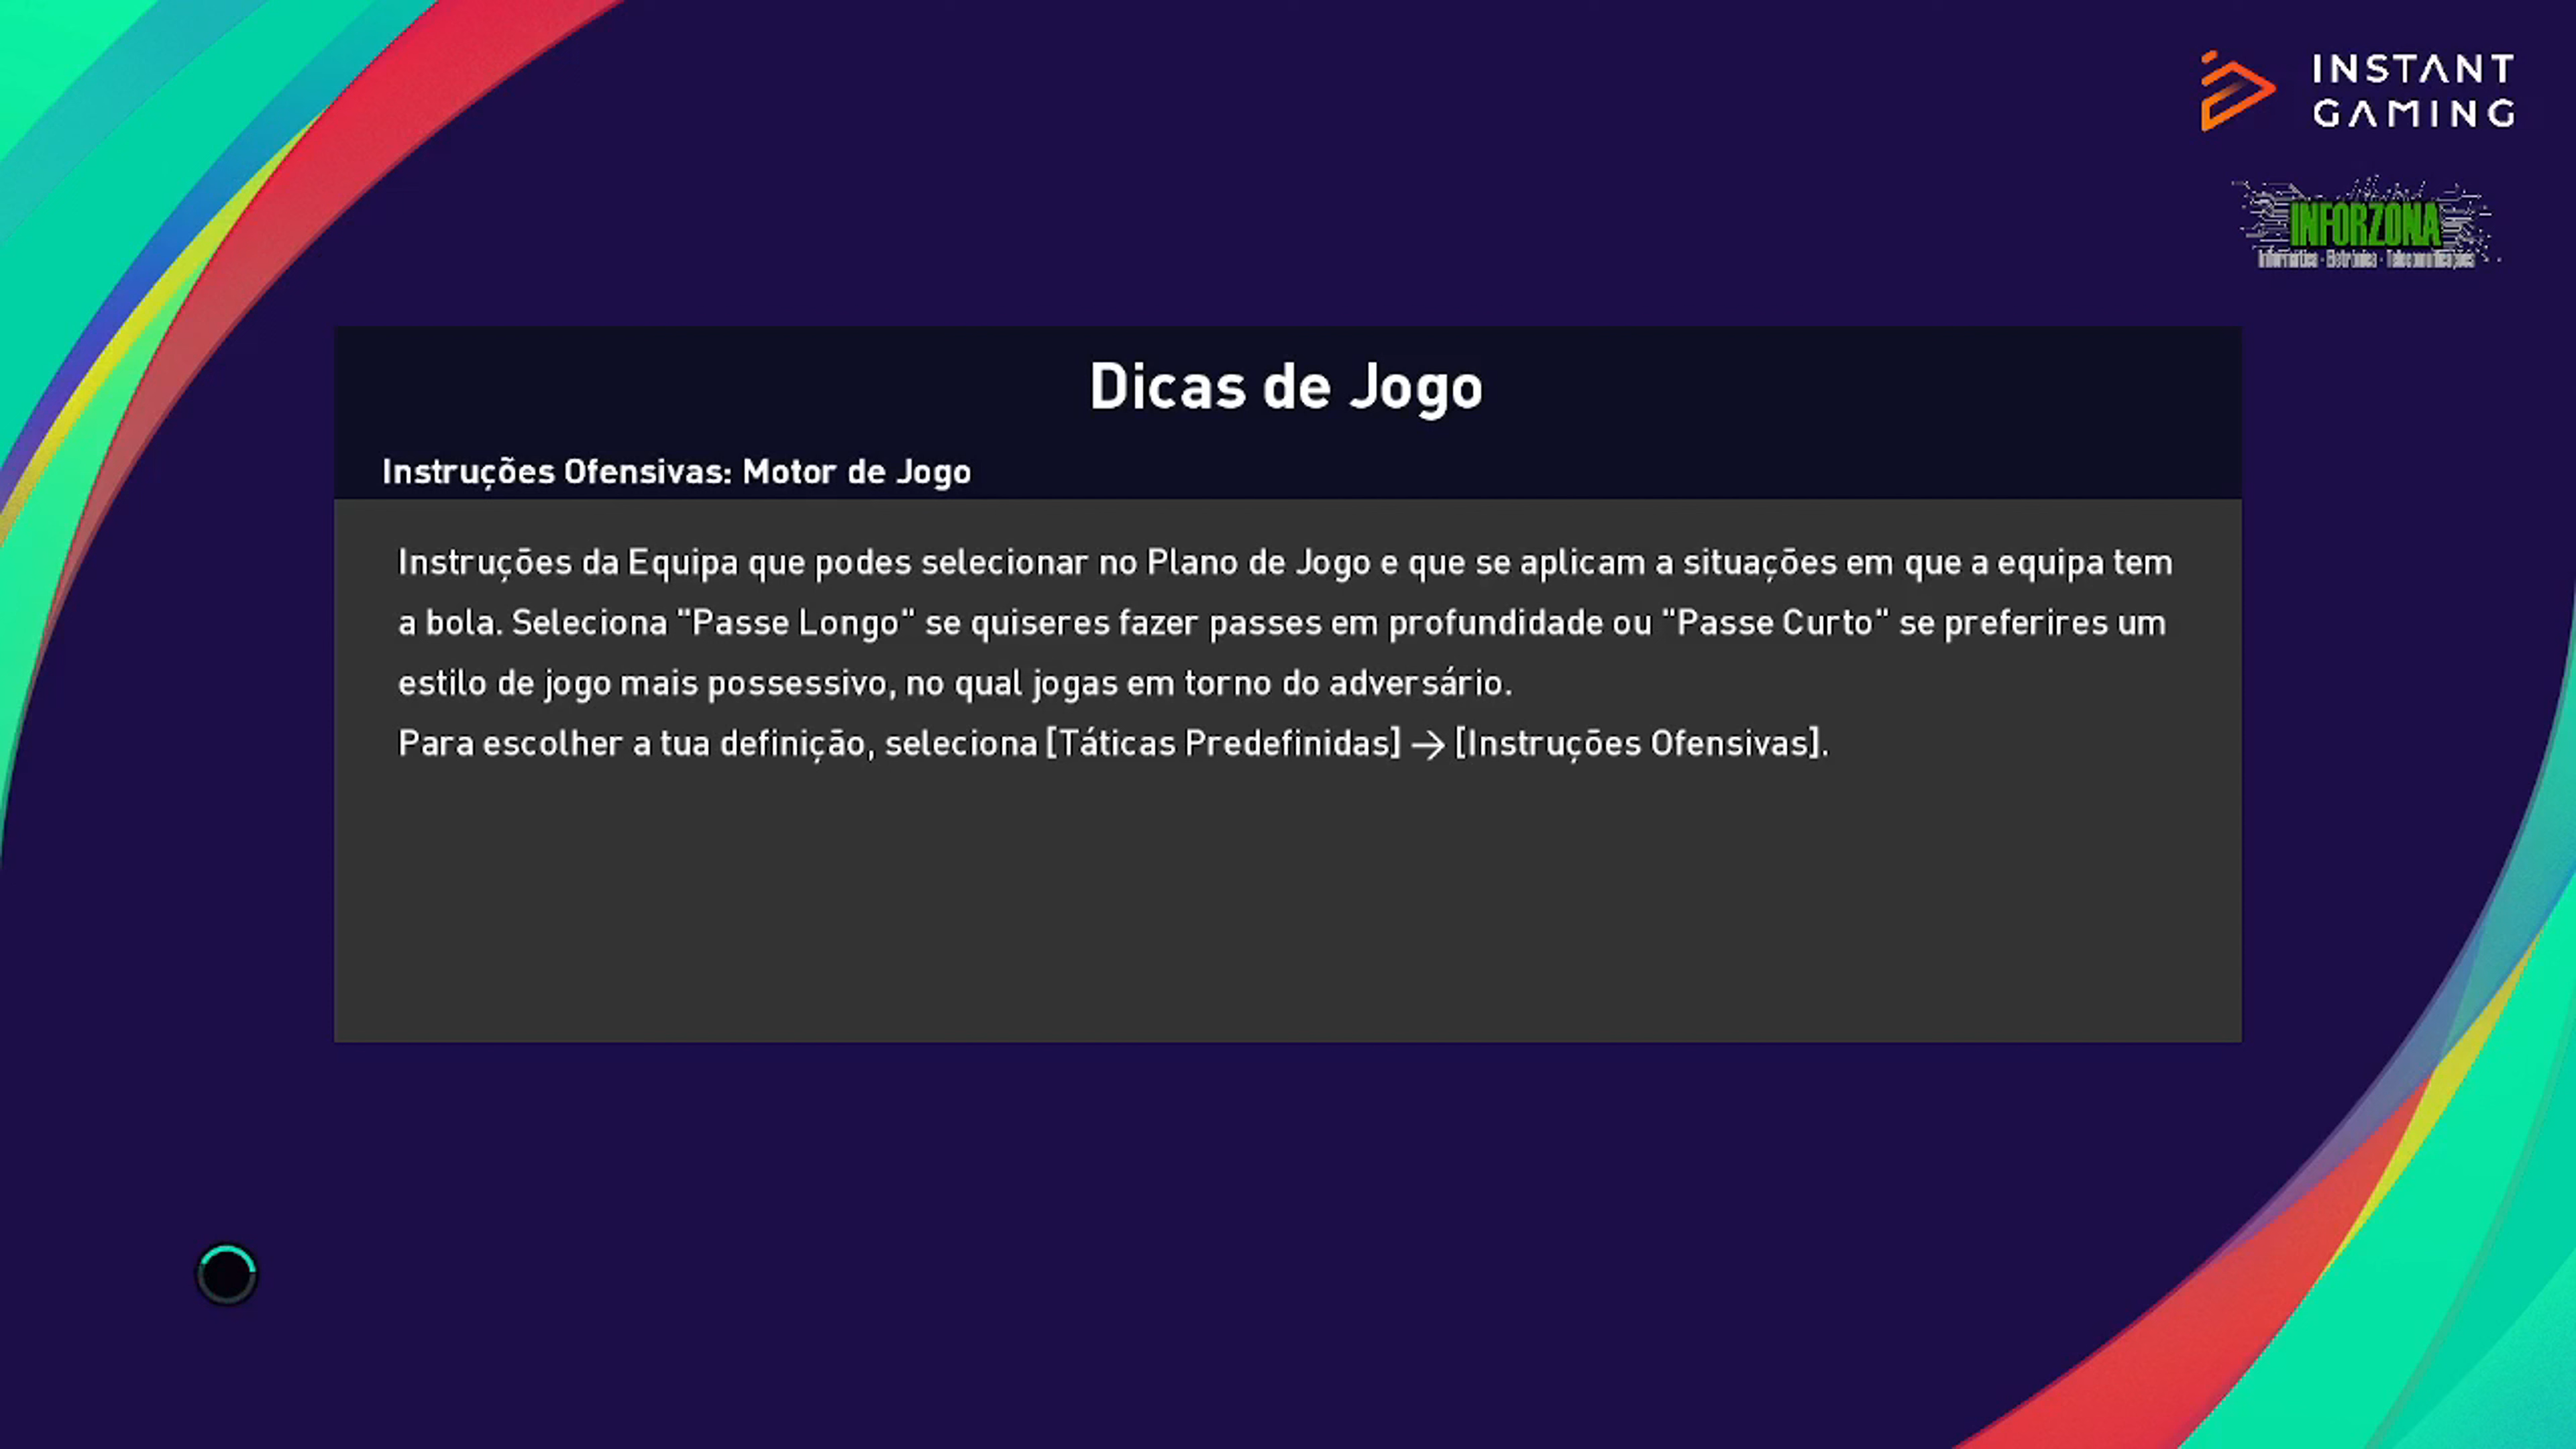 INSTANT
GAMING
INFORZONA
Informática - Eletrónica - Telecomunicações
Dicas de Jogo
Instruções Ofensivas: Motor de Jogo
Instruções da Equipa que podes selecionar no Plano de Jogo e que se aplicam a situações em que a equipa tem
a bola. Seleciona "Passe Longo" se quiseres fazer passes em profundidade ou "Passe Curto" se preferires um
estilo de jogo mais possessivo, no qual jogas em torno do adversário.
Para escolher a tua definição, seleciona [Táticas Predefinidas] → [Instruções Ofensivas].